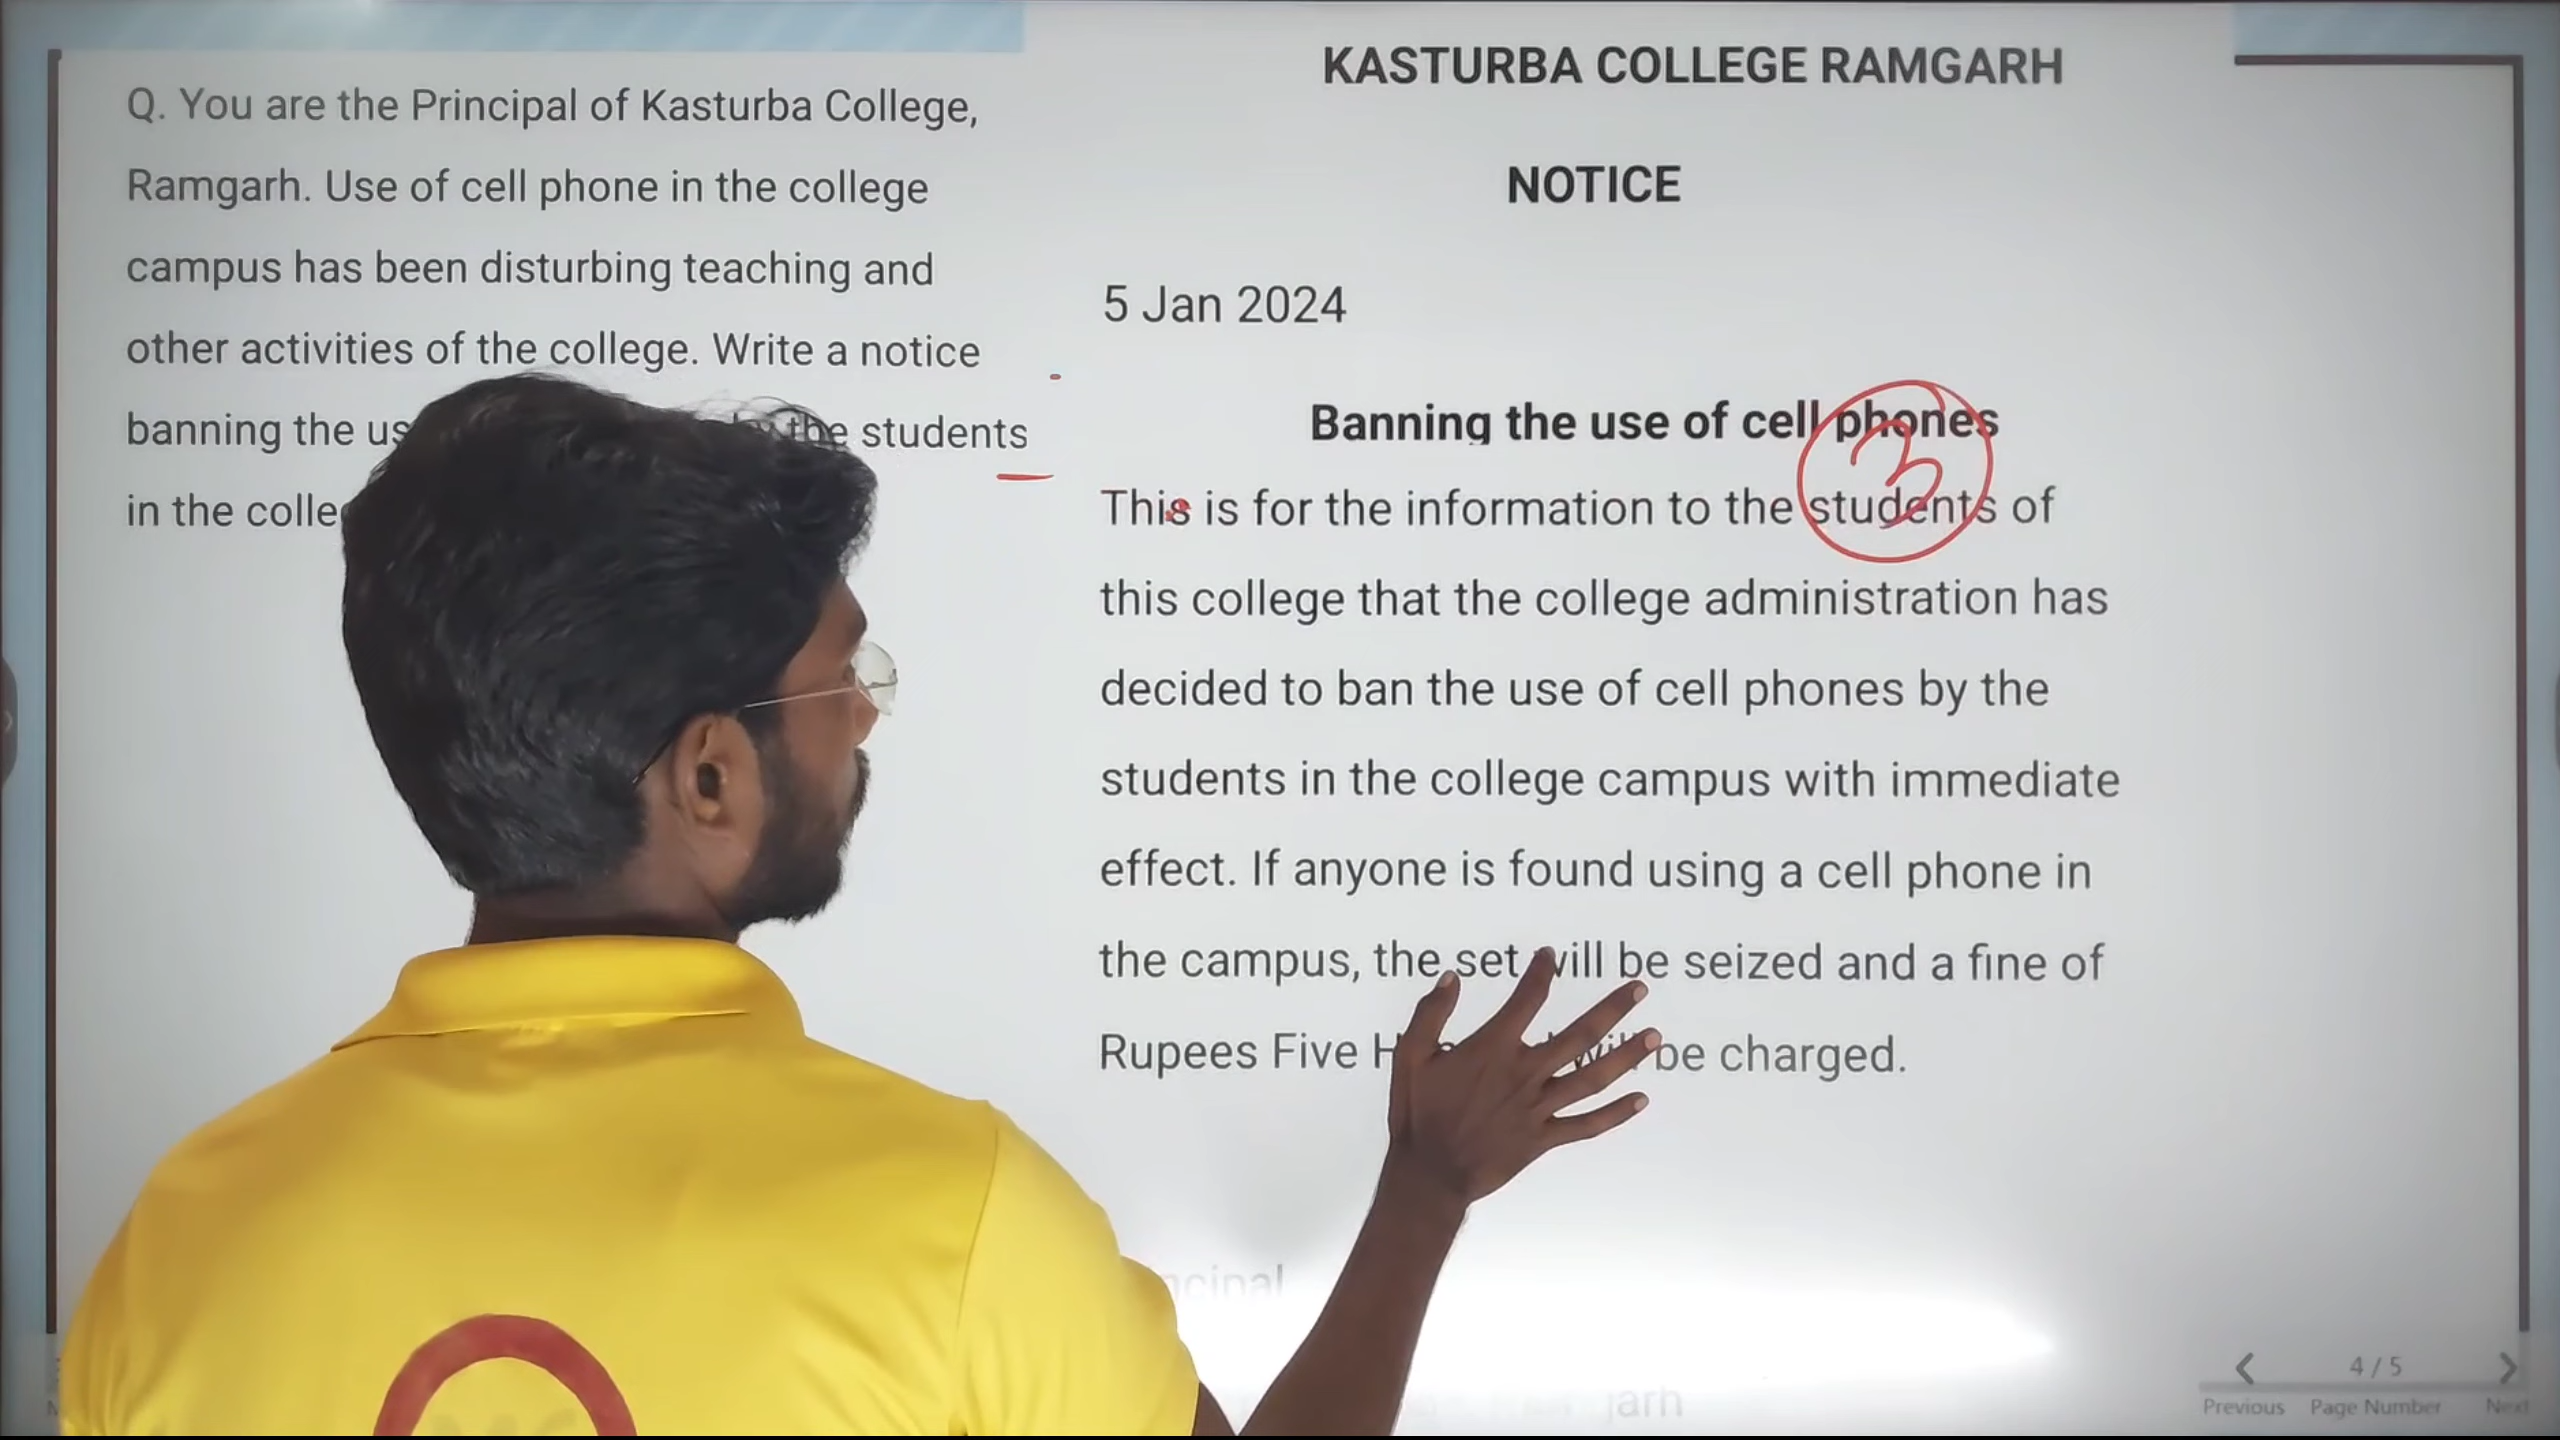 Q. You are the Principal of Kasturba College,
Ramgarh. Use of cell phone in the college
campus has been disturbing teaching and
other activities of the college. Write a notice
banning the the students
in the
KASTURBA COLLEGE RAMGARH
NOTICE
5 Jan 2024
Banning the use of cell phones
3
This is for the information to the students of
this college that the college administration has
decided to ban the use of cell phones by the
students in the college campus with immediate
effect. If anyone is found using a cell phone in
the campus, the set will be seized and a fine of
Rupees Five will be charged.
4 / 5
Previous Page Number Next